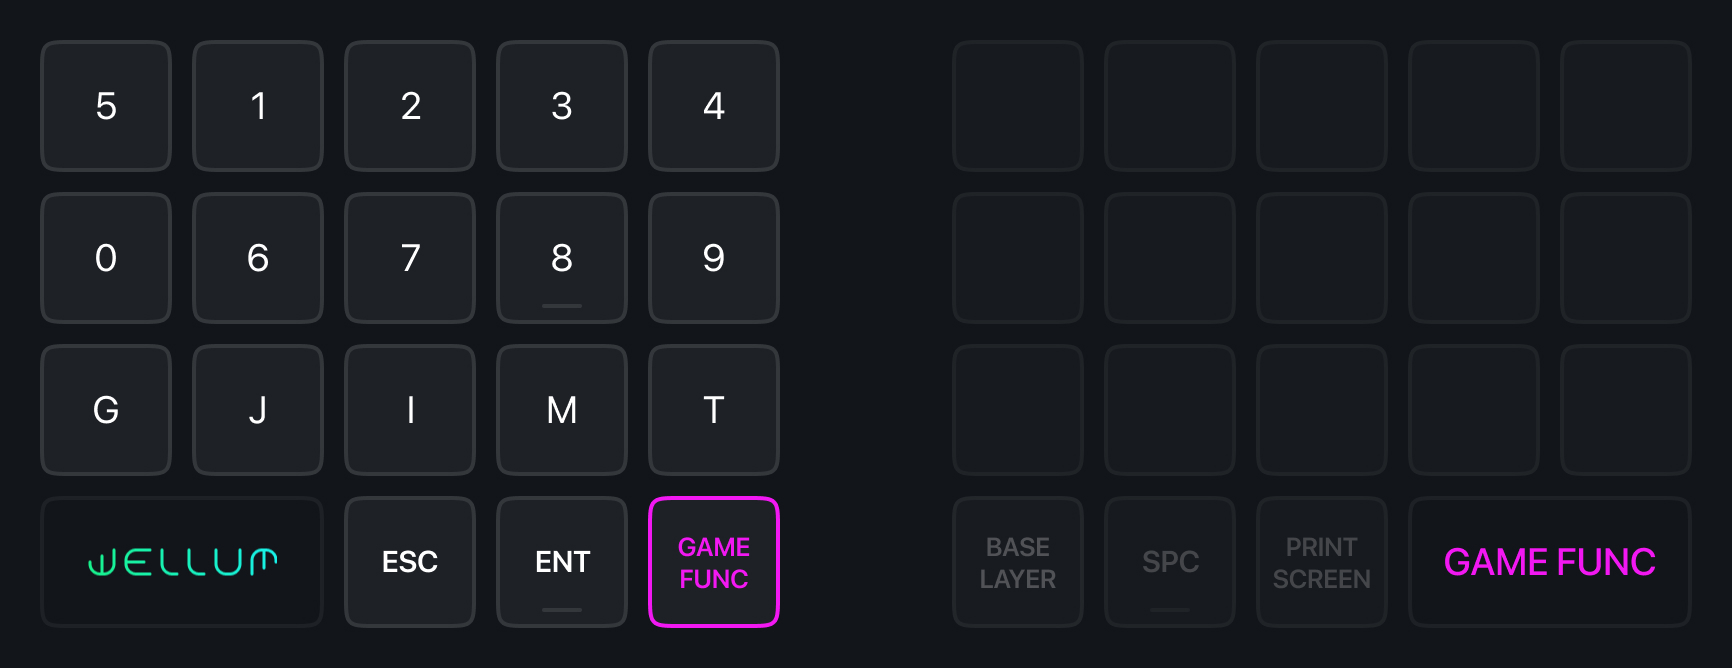 5 1 2 3 4
0 6 7 8 9
G J I M T
WELLUM ESC ENT GAME FUNC BASE LAYER SPC PRINT SCREEN GAME FUNC